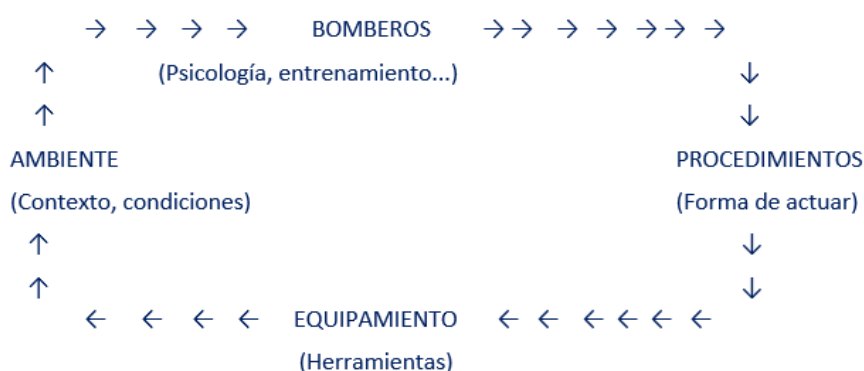 → → → → BOMBEROS →→ → → →→ →
↑ (Psicología, entrenamiento...) ↓
↑ ↓
AMBIENTE PROCEDIMIENTOS
(Contexto, condiciones) (Forma de actuar)
↑ ↓
↑ ↓
← ← ← ← EQUIPAMIENTO ← ← ← ← ← ←
(Herramientas)